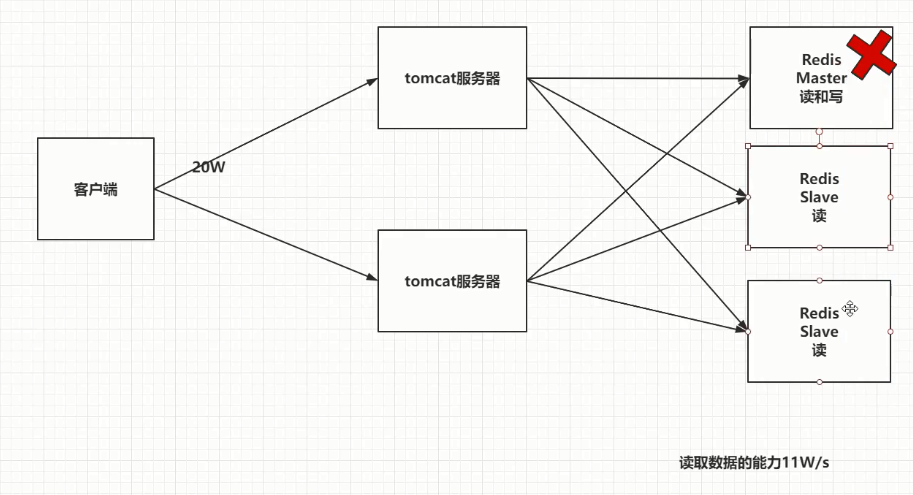 客户端
20W
tomcat服务器
tomcat服务器
Redis
Master
读和写
Redis
Slave
读
Redis
Slave
读
读取数据的能力11W/s